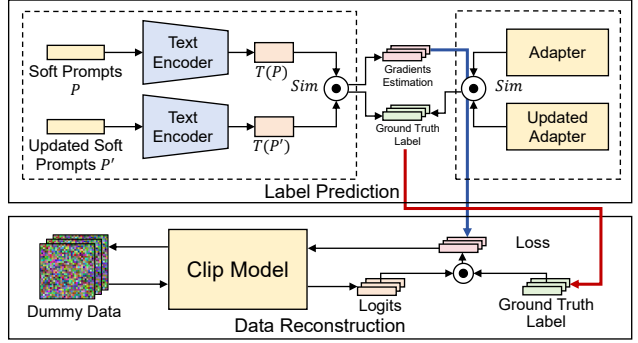 Soft Prompts
P
Text
Encoder
T(P)
Sim
Gradients
Estimation
Sim
Adapter
Updated Soft
Prompts P'
Text
Encoder
T(P')
Ground Truth
Label
Updated
Adapter
Label Prediction
Dummy Data
Clip Model
Logits
Loss
Ground Truth
Label
Data Reconstruction